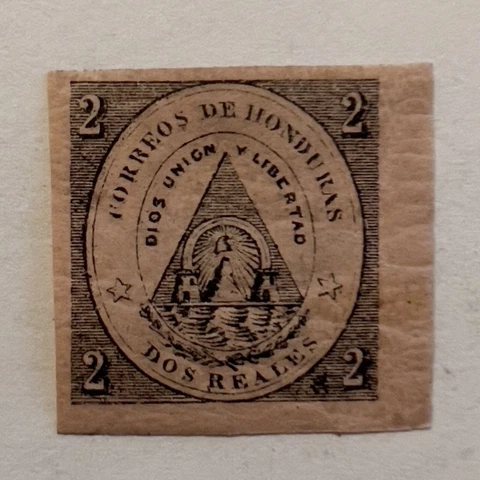 2 2
CORREOS DE HONDURAS
DIOS UNION Y LIBERTAD
DOS REALES
2 2